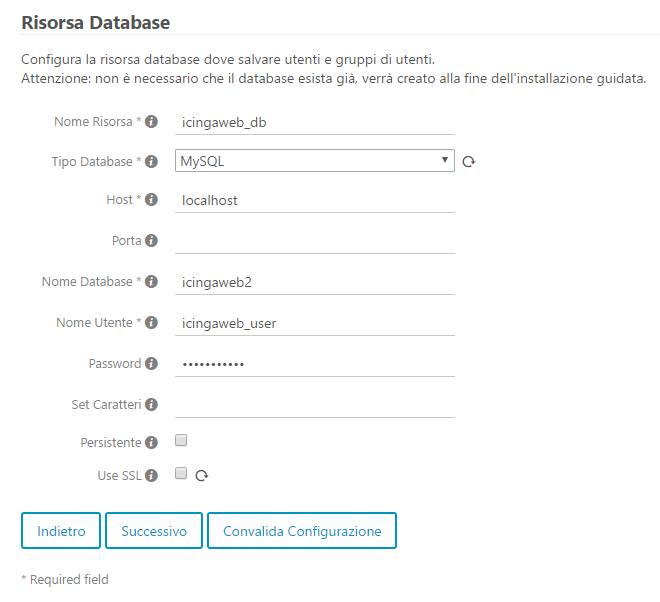 Risorsa Database
Configura la risorsa database dove salvare utenti e gruppi di utenti.
Attenzione: non è necessario che il database esista già, verrà creato alla fine dell'installazione guidata.
Nome Risorsa * icingaweb_db
Tipo Database * MySQL
Host * localhost
Porta
Nome Database * icingaweb2
Nome Utente * icingaweb_user
Password •••••••••••
Set Caratteri
Persistente
Use SSL
Indietro Successivo Convalida Configurazione
* Required field